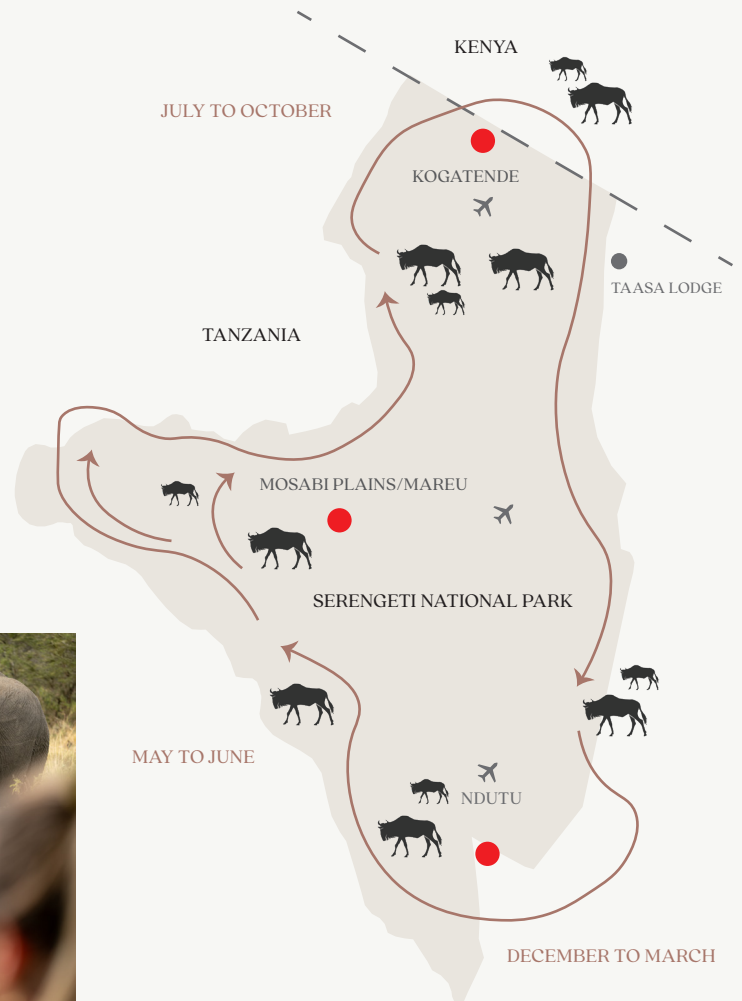 KENYA
JULY TO OCTOBER
KOGATENDE
TAASA LODGE
TANZANIA
MOSABI PLAINS/MAREU
SERENGETI NATIONAL PARK
MAY TO JUNE
NDUTU
DECEMBER TO MARCH